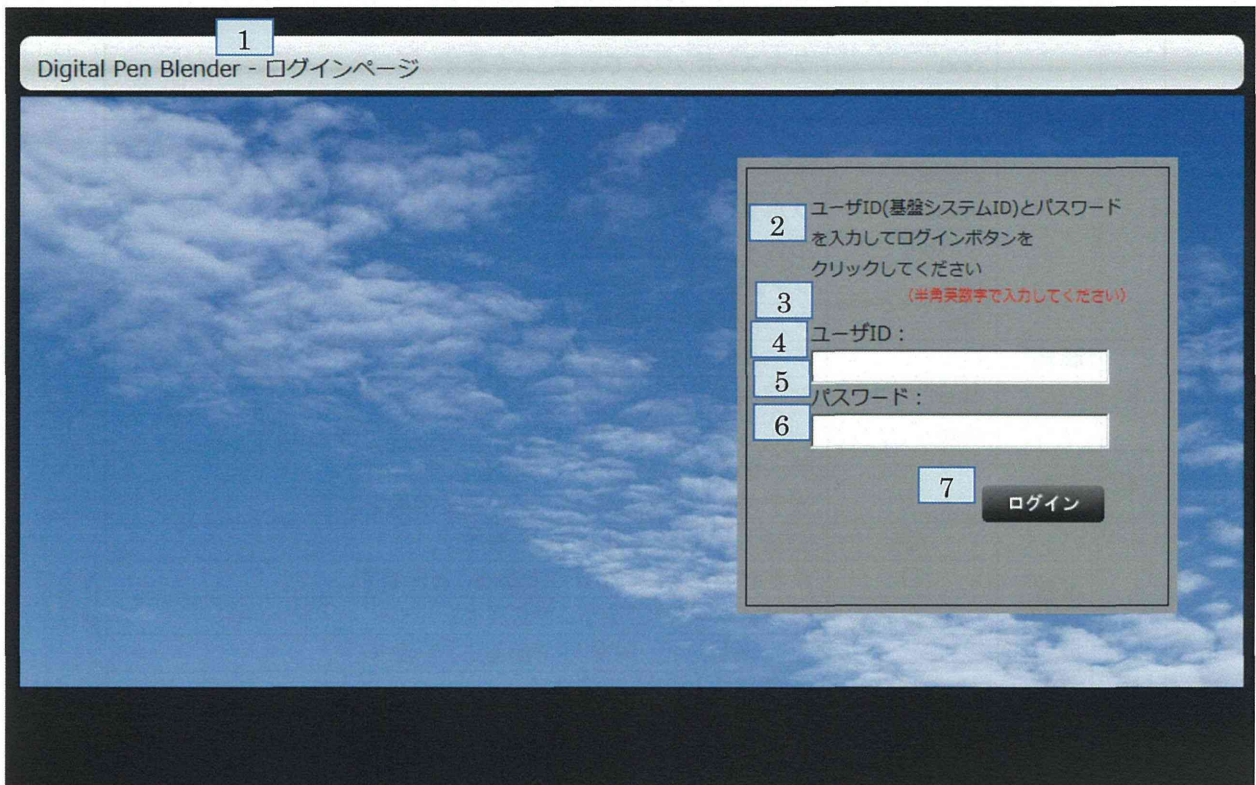 1
Digital Pen Blender - ログインページ
2
ユーザID(基盤システムID)とパスワード
を入力してログインボタンを
クリックしてください
3
（半角英数字で入力してください）
4
ユーザID：
5
パスワード：
6
7
ログイン